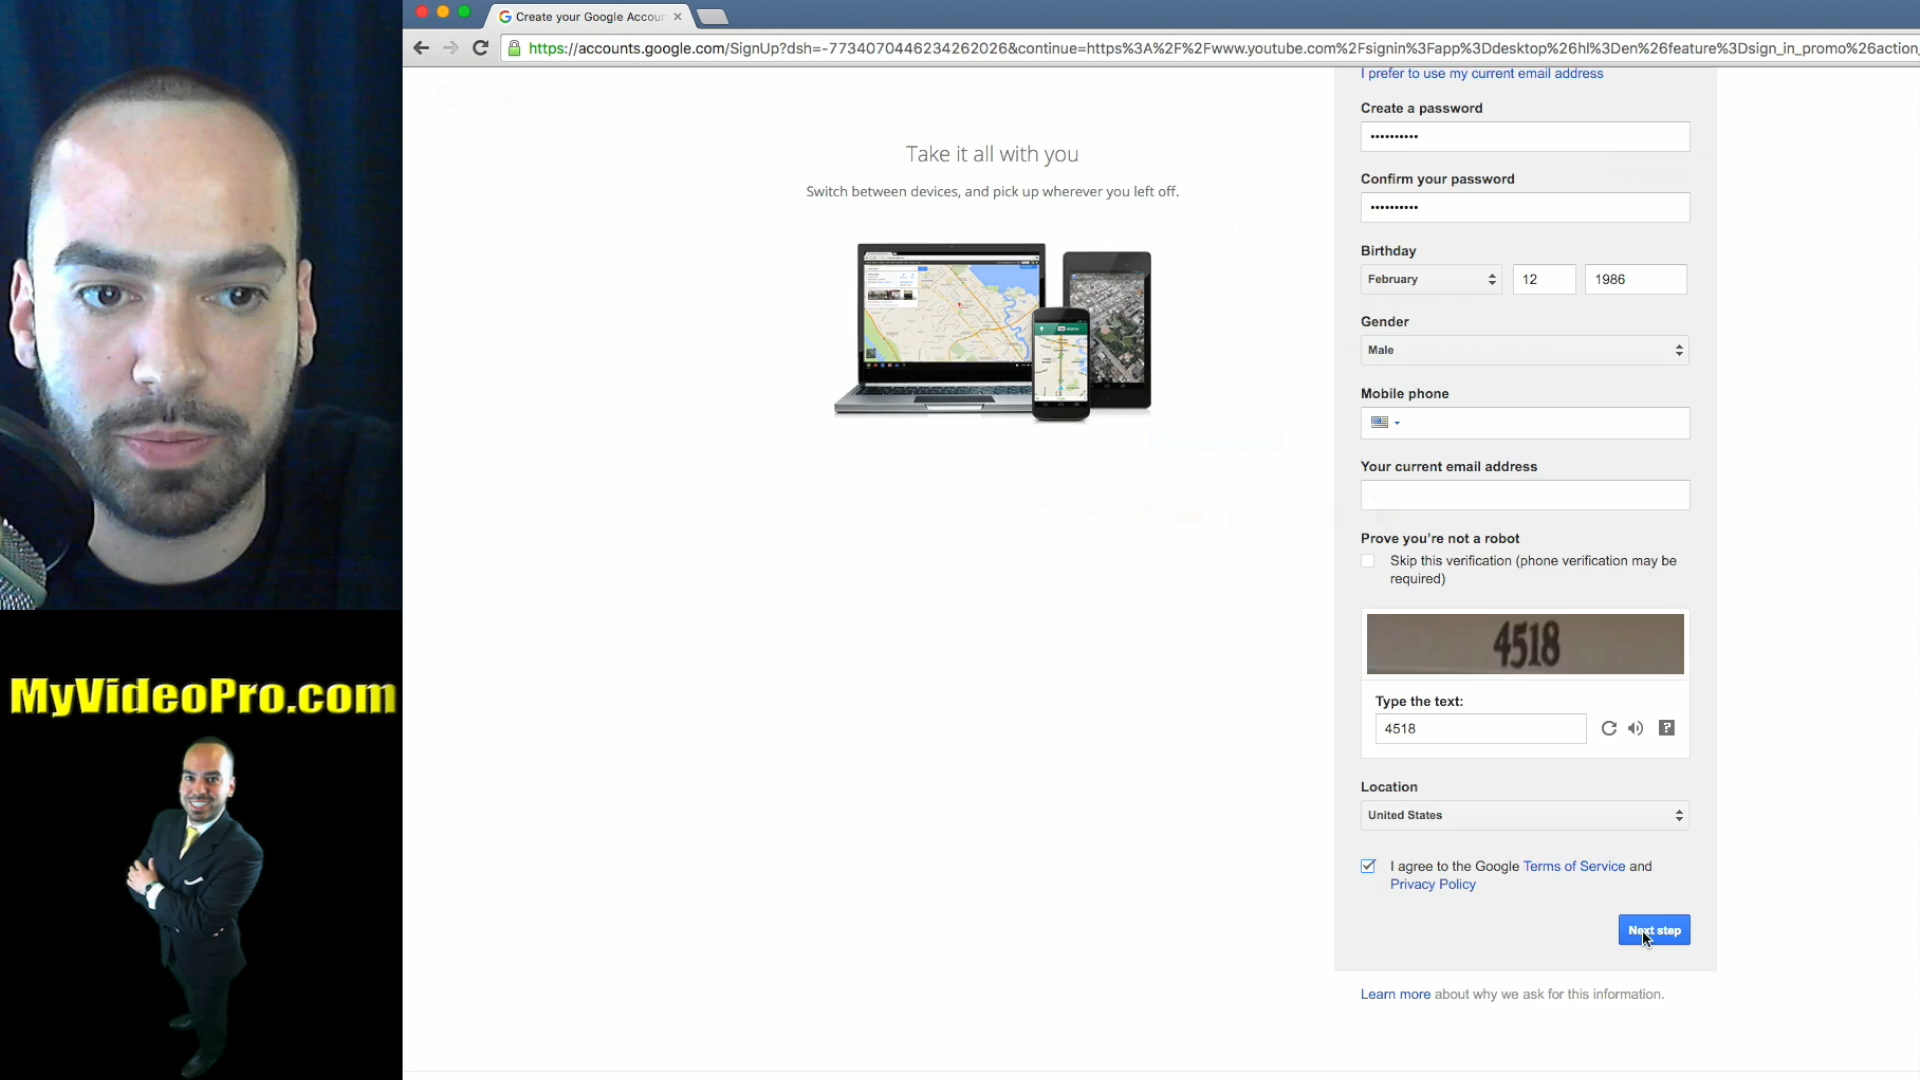 Create your Google Accoun
https://accounts.google.com/SignUp?dsh=-7734070446234262026&continue=https%3A%2F%2Fwww.youtube.com%2Fsignin%3Fapp%3Ddesktop%26hl%3Den%26feature%3Dsign_in_promo%26action_
I prefer to use my current email address
Take it all with you
Switch between devices, and pick up wherever you left off.
Create a password
••••••••••
Confirm your password
••••••••••
Birthday
February 12 1986
Gender
Male
Mobile phone
Your current email address
Prove you're not a robot
Skip this verification (phone verification may be
required)
4518
Type the text:
4518
?
Location
United States
I agree to the Google Terms of Service and
Privacy Policy
Next step
Learn more about why we ask for this information.
MyVideoPro.com